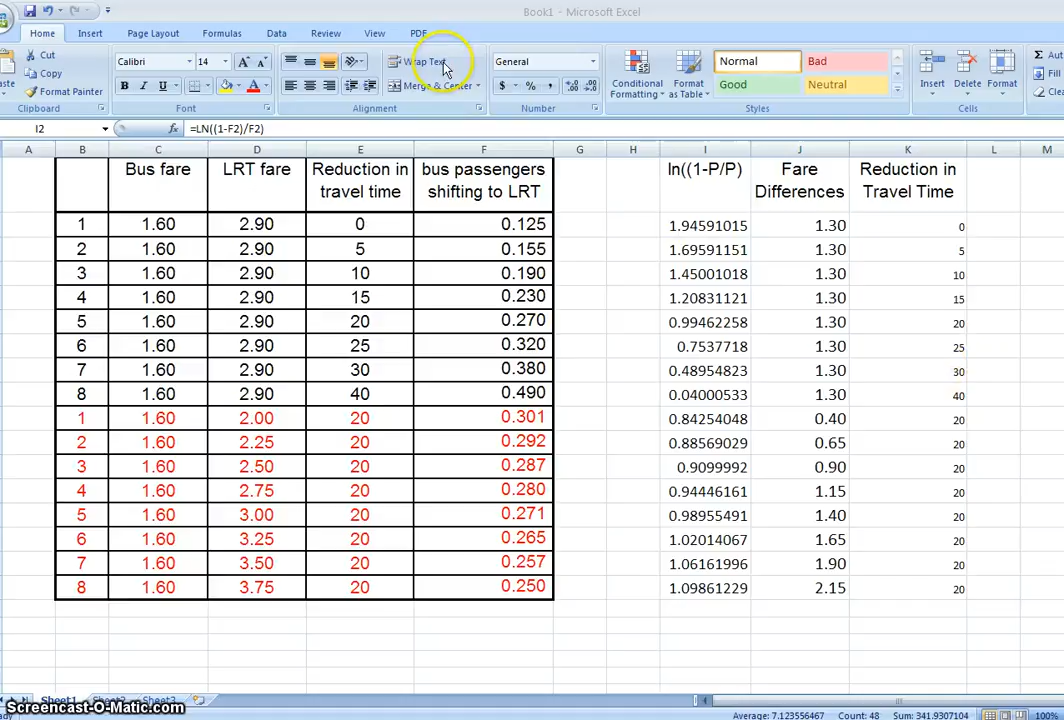 Book1 - Microsoft Excel
Home Insert Page Layout Formulas Data Review View PDF
Cut Calibri 14 A A Wrap Text General Normal Bad Aut
Copy Conditional Format Insert Delete Format Fill
Format Painter B I U A Merge & Center $ % , Formatting as Table Good Neutral Clea
Clipboard Font Alignment Number Styles Cells
I2 fx =LN((1-F2)/F2)
A B C D E F G H I J K L M
Bus fare LRT fare Reduction in bus passengers ln((1-P/P) Fare Reduction in
travel time shifting to LRT Differences Travel Time
1 1.60 2.90 0 0.125 1.94591015 1.30 0
2 1.60 2.90 5 0.155 1.69591151 1.30 5
3 1.60 2.90 10 0.190 1.45001018 1.30 10
4 1.60 2.90 15 0.230 1.20831121 1.30 15
5 1.60 2.90 20 0.270 0.99462258 1.30 20
6 1.60 2.90 25 0.320 0.7537718 1.30 25
7 1.60 2.90 30 0.380 0.48954823 1.30 30
8 1.60 2.90 40 0.490 0.04000533 1.30 40
1 1.60 2.00 20 0.301 0.84254048 0.40 20
2 1.60 2.25 20 0.292 0.88569029 0.65 20
3 1.60 2.50 20 0.287 0.9099992 0.90 20
4 1.60 2.75 20 0.280 0.94446161 1.15 20
5 1.60 3.00 20 0.271 0.98955491 1.40 20
6 1.60 3.25 20 0.265 1.02014067 1.65 20
7 1.60 3.50 20 0.257 1.06161996 1.90 20
8 1.60 3.75 20 0.250 1.09861229 2.15 20
Sheet1 Sheet2 Sheet3
Screencast-O-Matic.com
eady Average: 7.123556467 Count: 48 Sum: 341.9307104 100%